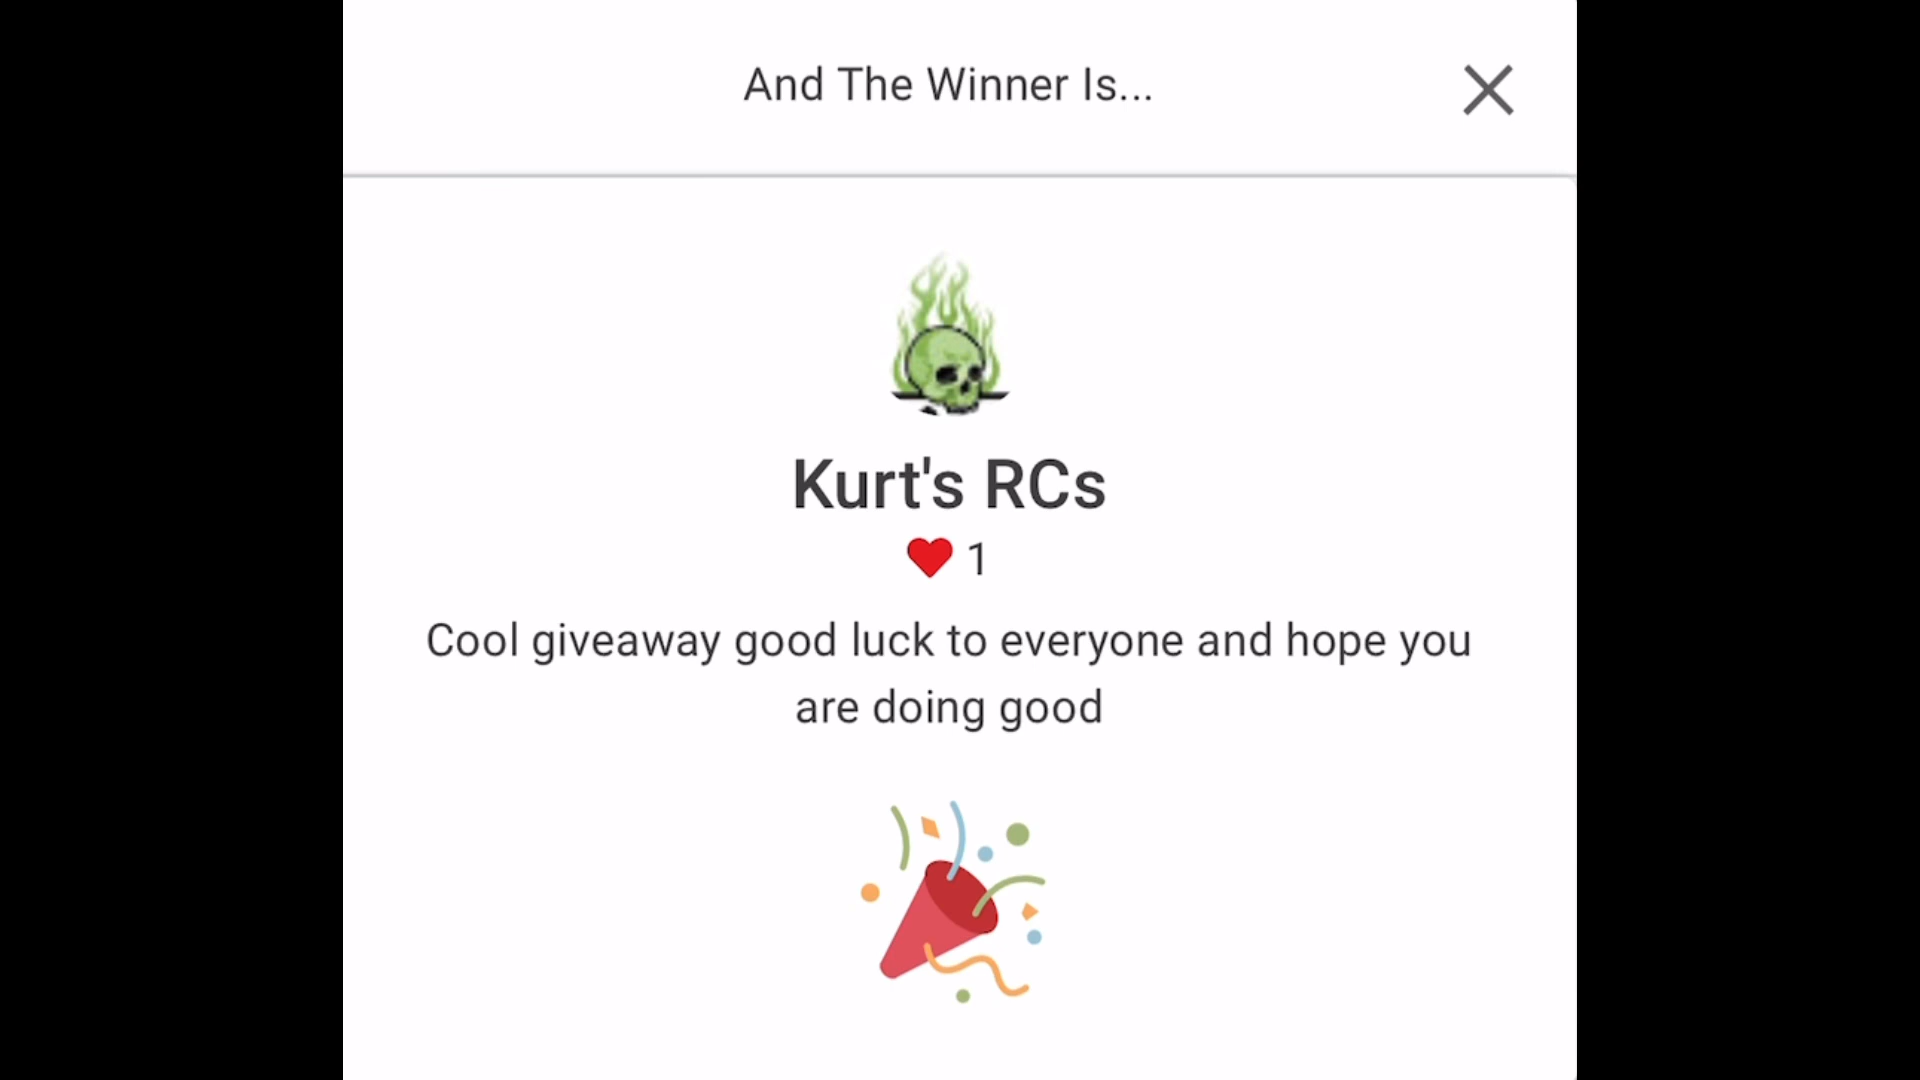 And The Winner Is...
Kurt's RCs
1
Cool giveaway good luck to everyone and hope you
are doing good